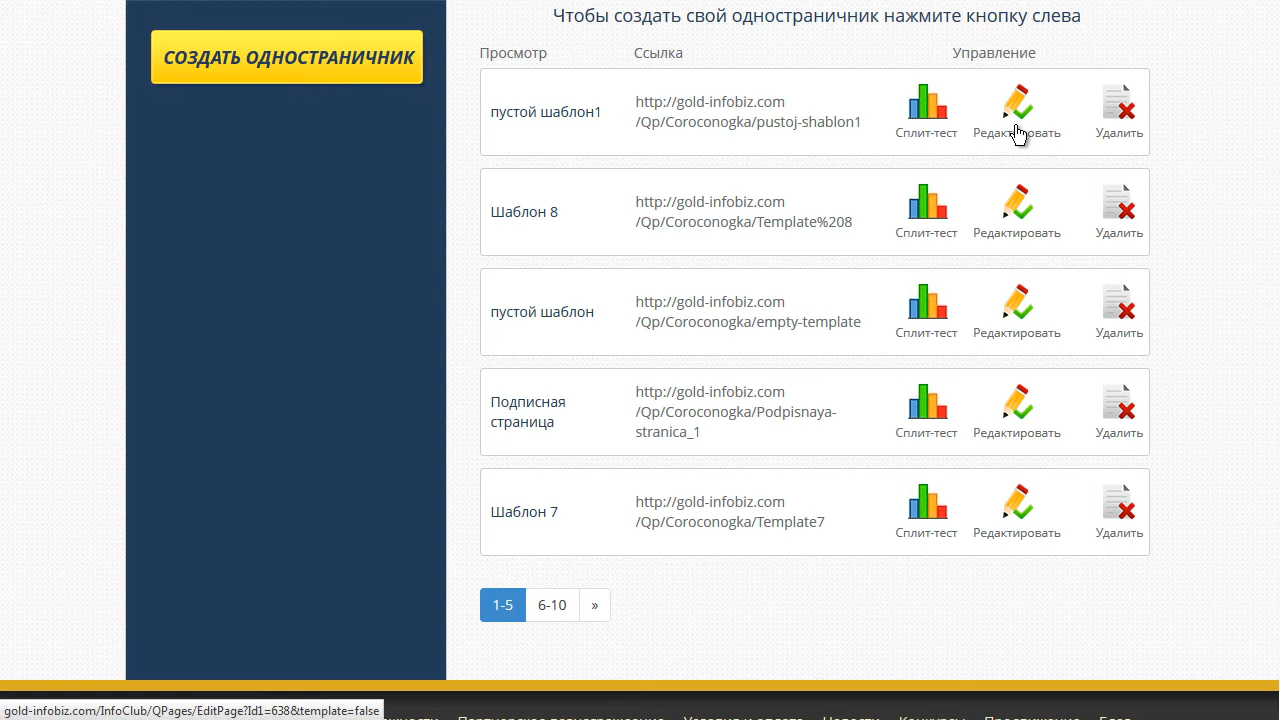 Чтобы создать свой одностраничник нажмите кнопку слева
СОЗДАТЬ ОДНОСТРАНИЧНИК
Просмотр Ссылка Управление
пустой шаблон1
http://gold-infobiz.com
/Qp/Coroconogka/pustoj-shablon1
Сплит-тест Редактировать Удалить
Шаблон 8
http://gold-infobiz.com
/Qp/Coroconogka/Template%208
Сплит-тест Редактировать Удалить
пустой шаблон
http://gold-infobiz.com
/Qp/Coroconogka/empty-template
Сплит-тест Редактировать Удалить
Подписная
страница
http://gold-infobiz.com
/Qp/Coroconogka/Podpisnaya-
stranica_1
Сплит-тест Редактировать Удалить
Шаблон 7
http://gold-infobiz.com
/Qp/Coroconogka/Template7
Сплит-тест Редактировать Удалить
1-5 6-10 »
gold-infobiz.com/InfoClub/QPages/EditPage?Id1=638&template=false